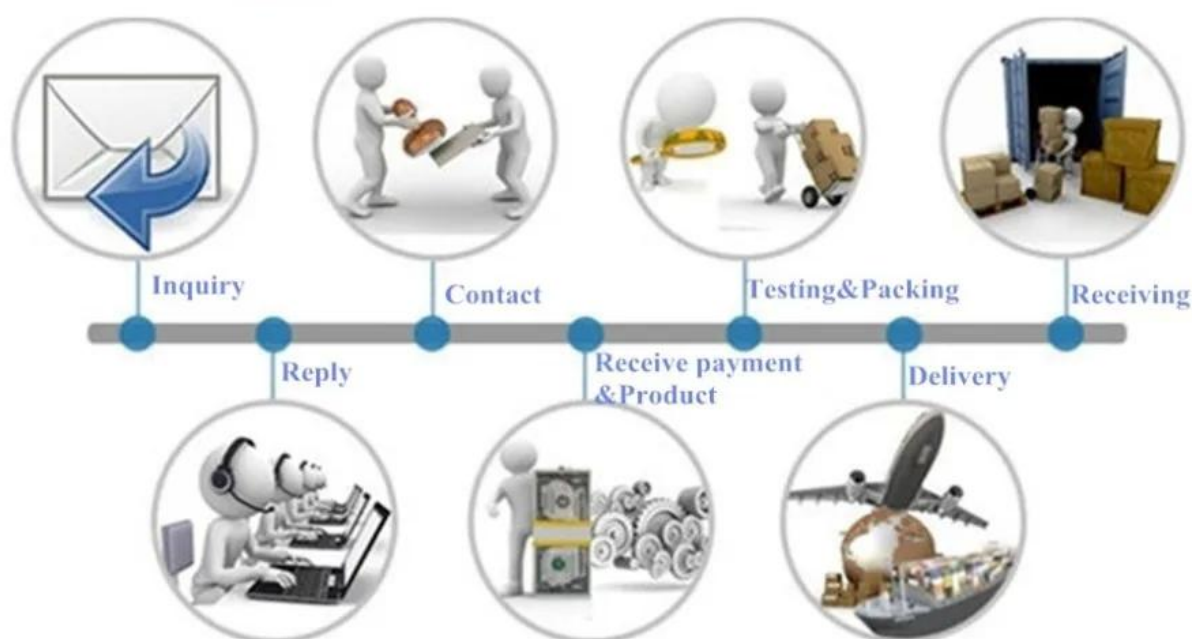 Inquiry
Reply
Contact
Receive payment
&Product
Testing&Packing
Delivery
Receiving